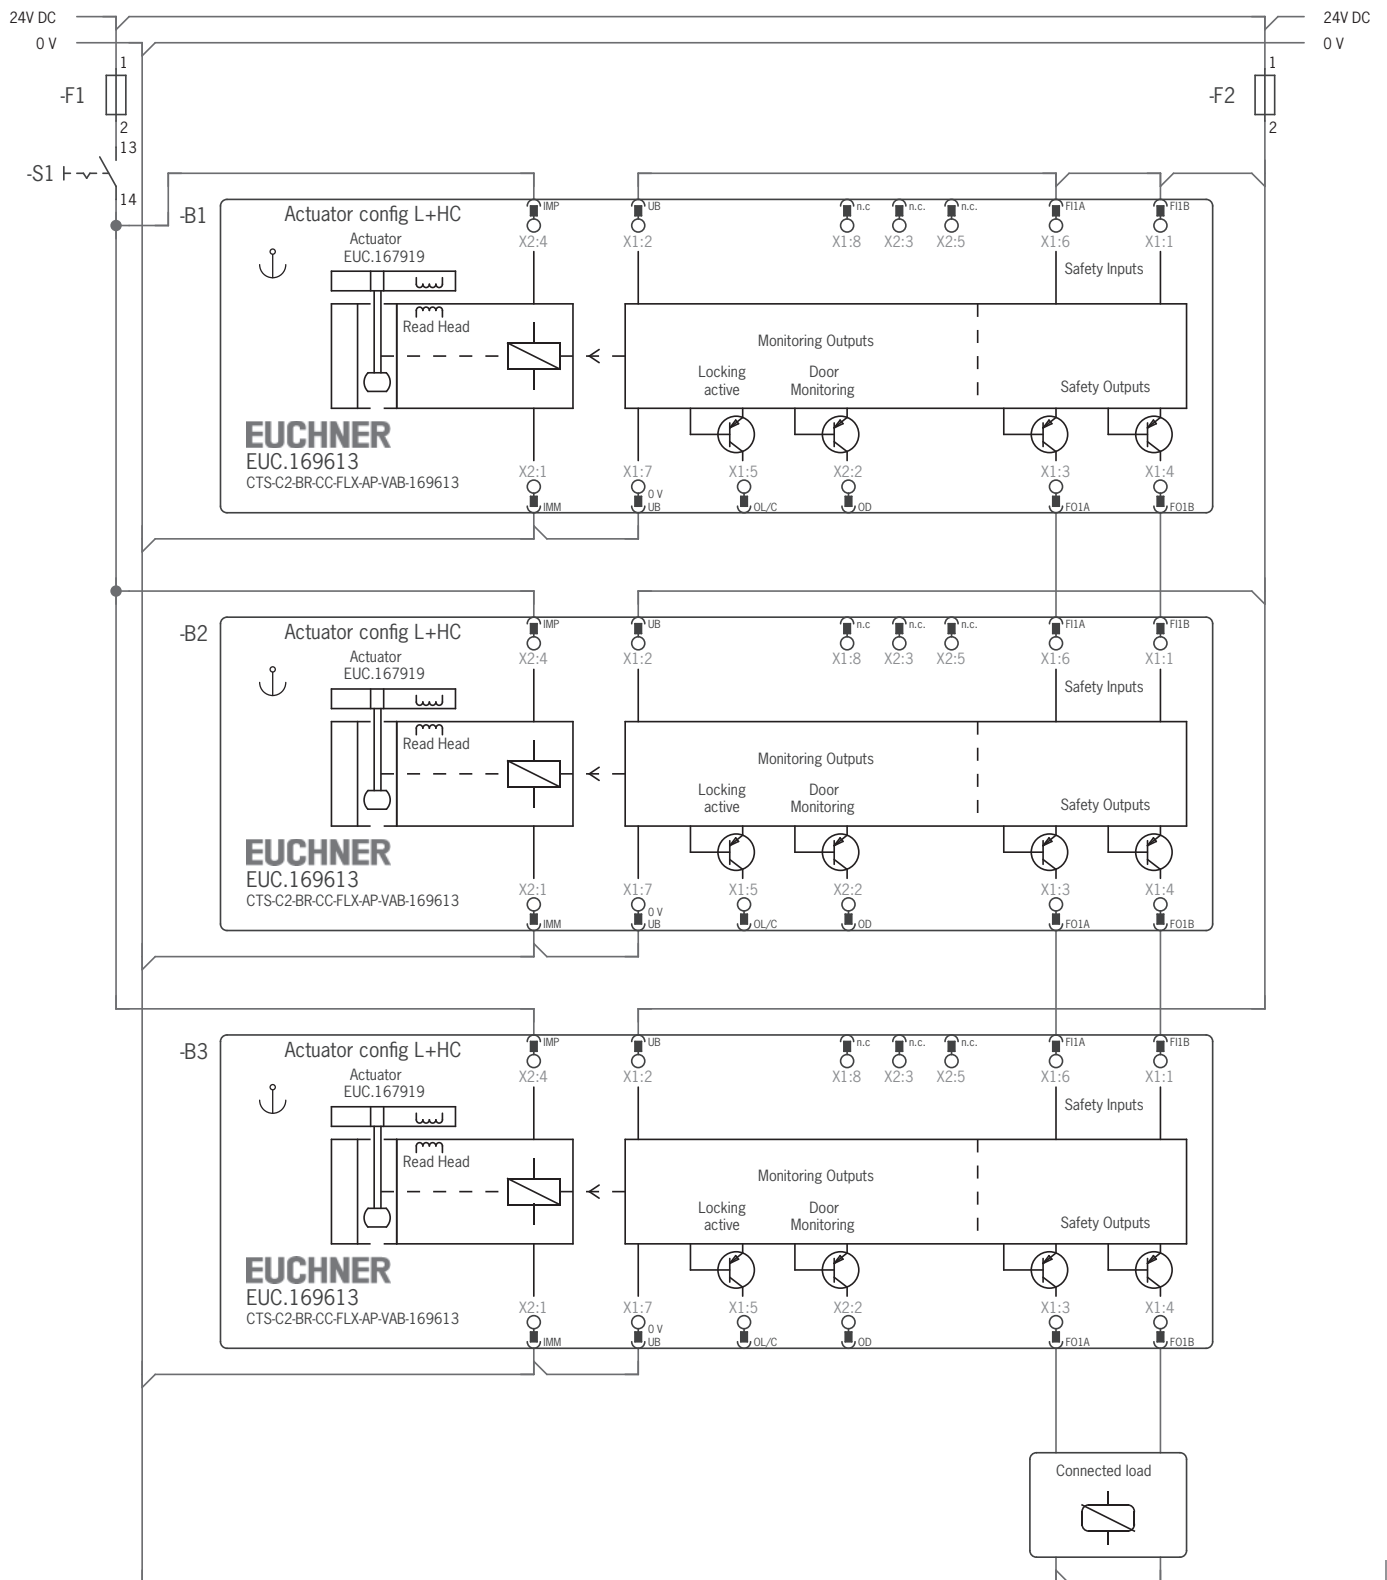 24V DC 24V DC
0 V 0 V
1 1
-F1 -F2
2 2
13
-S1
14
-B1 Actuator config L+HC IMP UB n.c n.c. n.c. FI1A FI1B
X2:4 X1:2 X1:8 X2:3 X2:5 X1:6 X1:1
Actuator
EUC.167919
Safety Inputs
Read Head
Monitoring Outputs
Locking Door
active Monitoring
Safety Outputs
EUCHNER
EUC.169613
CTS-C2-BR-CC-FLX-AP-VAB-169613
X2:1 X1:7 X1:5 X2:2 X1:3 X1:4
0 V
IMM UB OL/C OD FO1A FO1B
-B2 Actuator config L+HC IMP UB n.c n.c. n.c. FI1A FI1B
X2:4 X1:2 X1:8 X2:3 X2:5 X1:6 X1:1
Actuator
EUC.167919
Safety Inputs
Read Head
Monitoring Outputs
Locking Door
active Monitoring
Safety Outputs
EUCHNER
EUC.169613
CTS-C2-BR-CC-FLX-AP-VAB-169613
X2:1 X1:7 X1:5 X2:2 X1:3 X1:4
0 V
IMM UB OL/C OD FO1A FO1B
-B3 Actuator config L+HC IMP UB n.c n.c. n.c. FI1A FI1B
X2:4 X1:2 X1:8 X2:3 X2:5 X1:6 X1:1
Actuator
EUC.167919
Safety Inputs
Read Head
Monitoring Outputs
Locking Door
active Monitoring
Safety Outputs
EUCHNER
EUC.169613
CTS-C2-BR-CC-FLX-AP-VAB-169613
X2:1 X1:7 X1:5 X2:2 X1:3 X1:4
0 V
IMM UB OL/C OD FO1A FO1B
Connected load